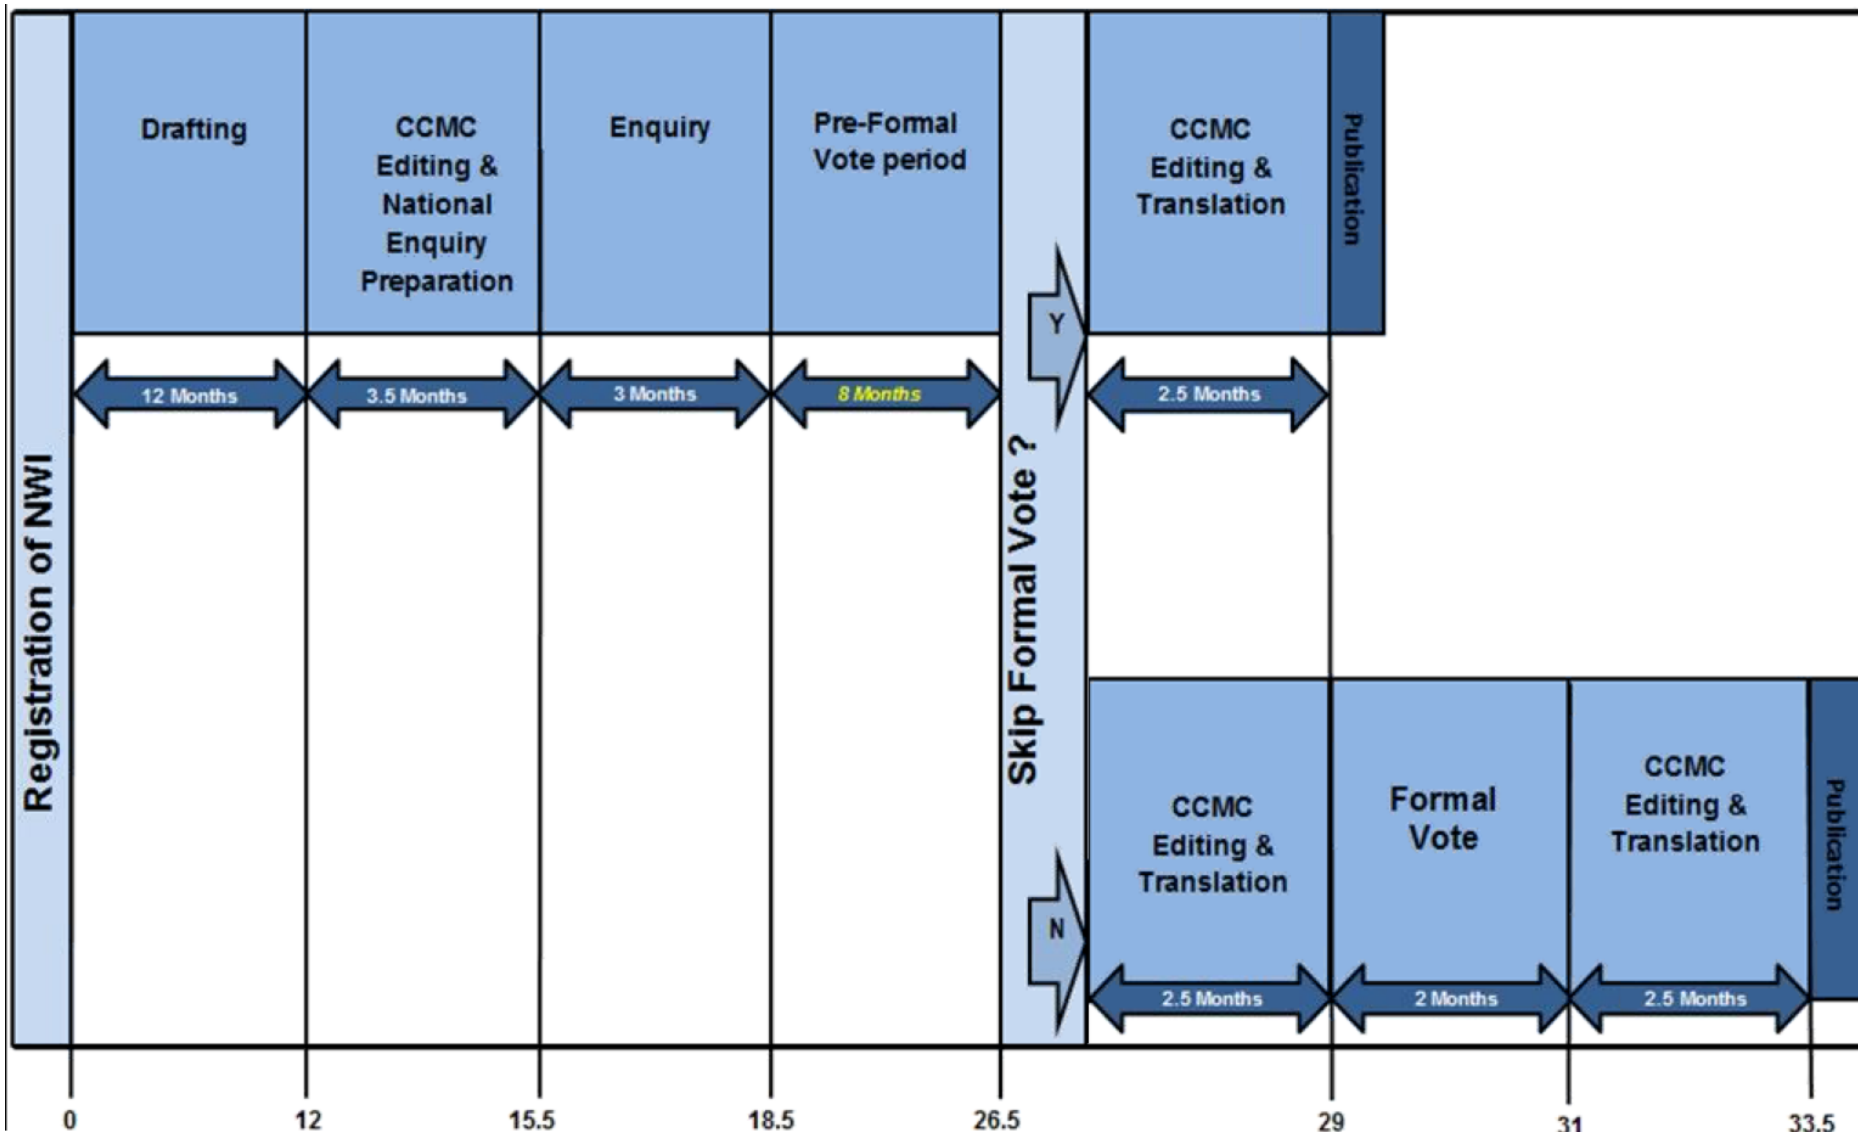 Registration of NWI
Drafting
CCMC
Editing &
National
Enquiry
Preparation
Enquiry
Pre-Formal
Vote period
CCMC
Editing &
Translation
Publication
12 Months
3.5 Months
3 Months
8 Months
Skip Formal Vote ?
Y
2.5 Months
N
CCMC
Editing &
Translation
Formal
Vote
CCMC
Editing &
Translation
Publication
2.5 Months
2 Months
2.5 Months
0
12
15.5
18.5
26.5
29
31
33.5